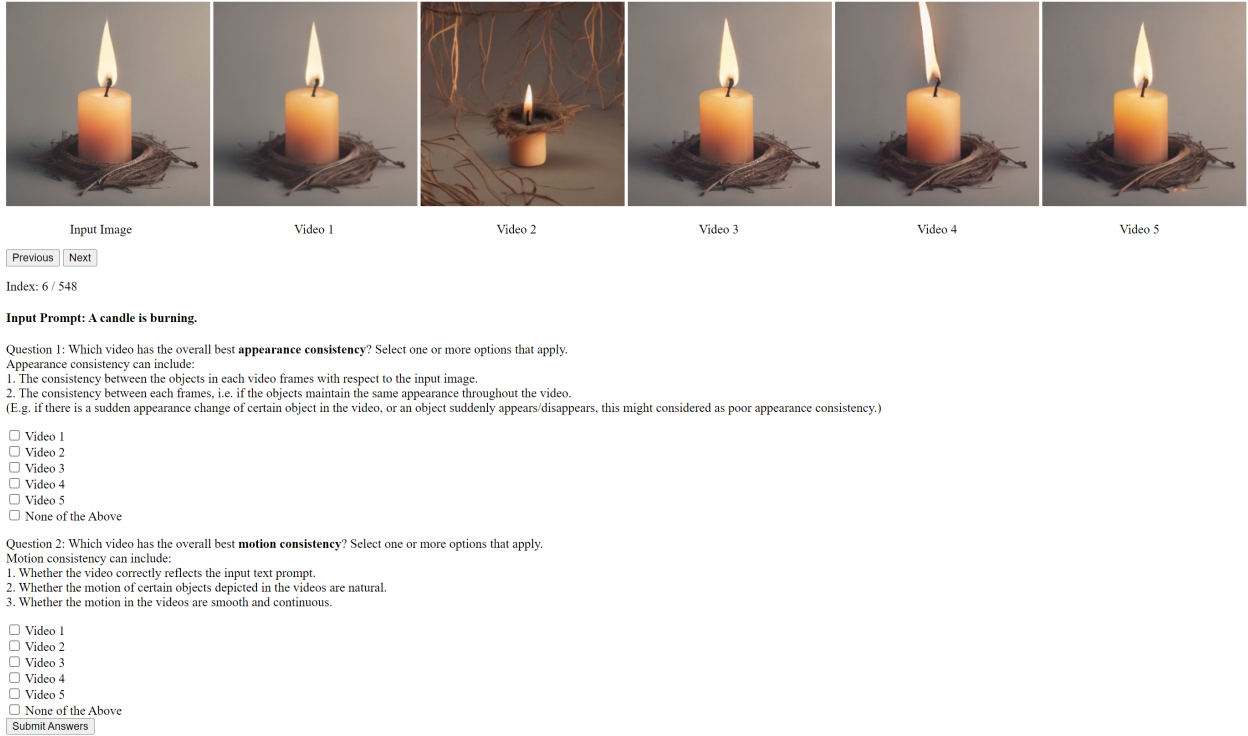 Input Image
Video 1
Video 2
Video 3
Video 4
Video 5
Previous
Next
Index: 6 / 548
Input Prompt: A candle is burning.
Question 1: Which video has the overall best appearance consistency? Select one or more options that apply.
Appearance consistency can include:
1. The consistency between the objects in each video frames with respect to the input image.
2. The consistency between each frames, i.e. if the objects maintain the same appearance throughout the video.
(E.g. if there is a sudden appearance change of certain object in the video, or an object suddenly appears/disappears, this might considered as poor appearance consistency.)
Video 1
Video 2
Video 3
Video 4
Video 5
None of the Above
Question 2: Which video has the overall best motion consistency? Select one or more options that apply.
Motion consistency can include:
1. Whether the video correctly reflects the input text prompt.
2. Whether the motion of certain objects depicted in the videos are natural.
3. Whether the motion in the videos are smooth and continuous.
Video 1
Video 2
Video 3
Video 4
Video 5
None of the Above
Submit Answers